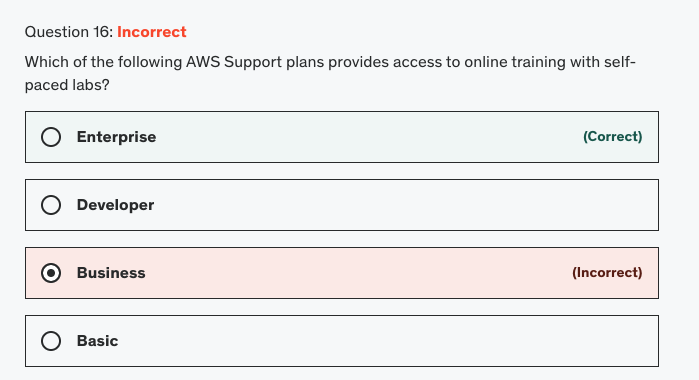 Question 16: Incorrect
Which of the following AWS Support plans provides access to online training with self-
paced labs?
Enterprise (Correct)
Developer
Business (Incorrect)
Basic